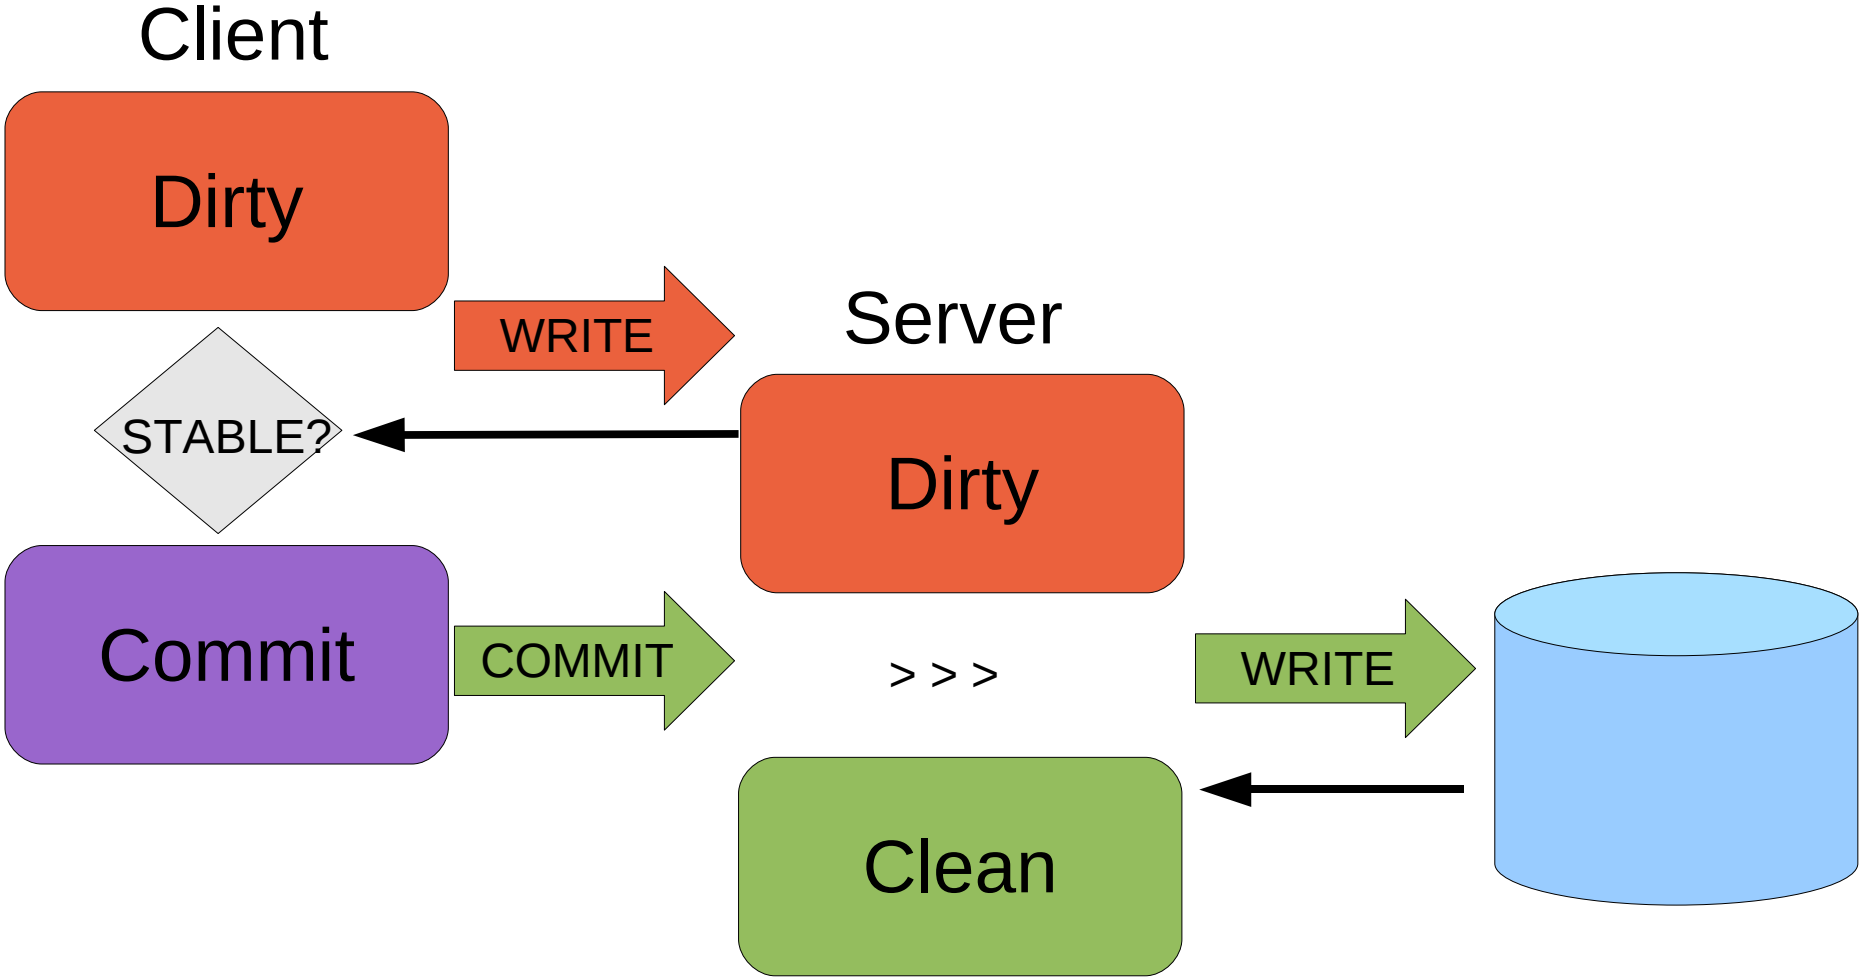 Client
Dirty
WRITE
Server
STABLE?
Dirty
Commit
COMMIT
> > >
WRITE
Clean